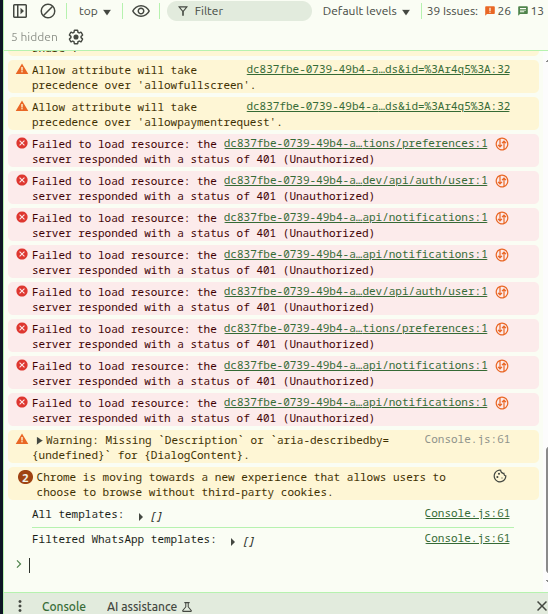 top ▼ Filter Default levels ▼ 39 Issues: 26 13
5 hidden
Allow attribute will take dc837fbe-0739-49b4-a…ds&id=%3Ar4q5%3A:32
precedence over 'allowfullscreen'.
Allow attribute will take dc837fbe-0739-49b4-a…ds&id=%3Ar4q5%3A:32
precedence over 'allowpaymentrequest'.
Failed to load resource: the dc837fbe-0739-49b4-a…tions/preferences:1
server responded with a status of 401 (Unauthorized)
Failed to load resource: the dc837fbe-0739-49b4-a…dev/api/auth/user:1
server responded with a status of 401 (Unauthorized)
Failed to load resource: the dc837fbe-0739-49b4-a…api/notifications:1
server responded with a status of 401 (Unauthorized)
Failed to load resource: the dc837fbe-0739-49b4-a…api/notifications:1
server responded with a status of 401 (Unauthorized)
Failed to load resource: the dc837fbe-0739-49b4-a…dev/api/auth/user:1
server responded with a status of 401 (Unauthorized)
Failed to load resource: the dc837fbe-0739-49b4-a…tions/preferences:1
server responded with a status of 401 (Unauthorized)
Failed to load resource: the dc837fbe-0739-49b4-a…api/notifications:1
server responded with a status of 401 (Unauthorized)
Failed to load resource: the dc837fbe-0739-49b4-a…api/notifications:1
server responded with a status of 401 (Unauthorized)
▶Warning: Missing `Description` or `aria-describedby= Console.js:61
{undefined}` for {DialogContent}.
2 Chrome is moving towards a new experience that allows users to
choose to browse without third-party cookies.
All templates: ▶ [] Console.js:61
Filtered WhatsApp templates: ▶ [] Console.js:61
>
Console AI assistance